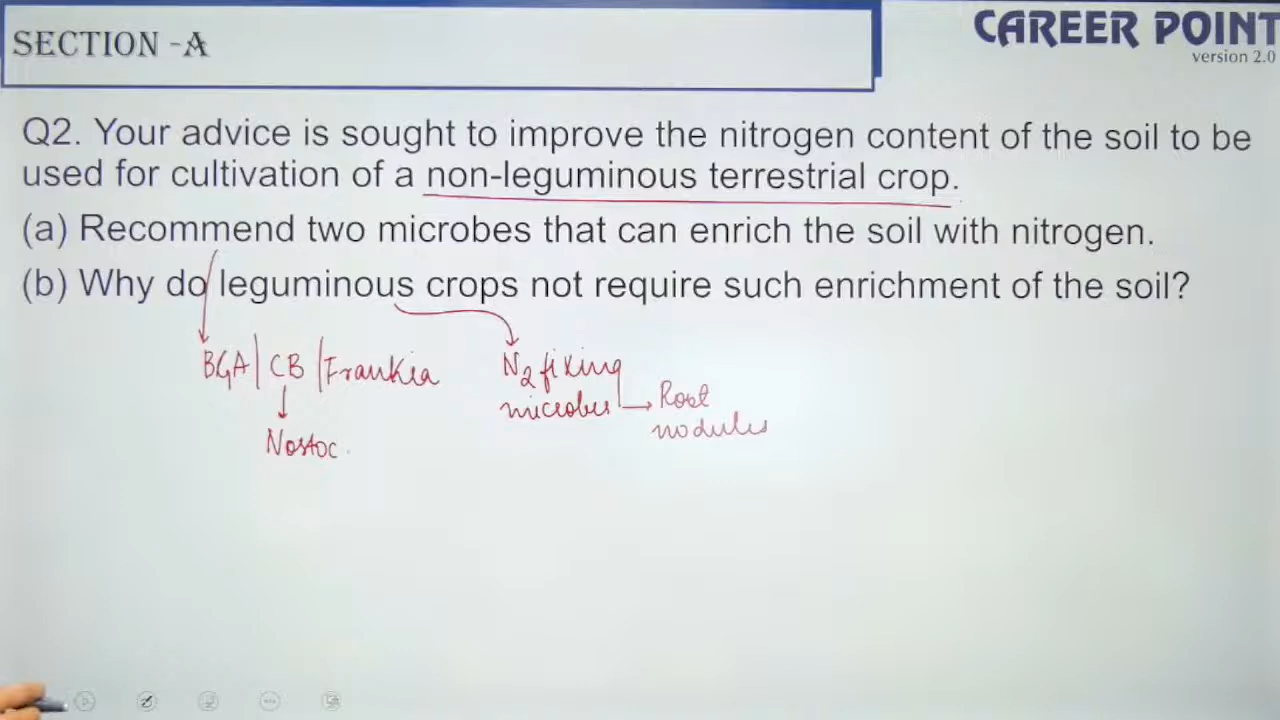 SECTION -A
CAREER POINT
version 2.0
Q2. Your advice is sought to improve the nitrogen content of the soil to be
used for cultivation of a non-leguminous terrestrial crop.
(a) Recommend two microbes that can enrich the soil with nitrogen.
(b) Why do leguminous crops not require such enrichment of the soil?
BGA | CB | Frankia
Nostoc
N2 fixing
microbes
Root
nodules